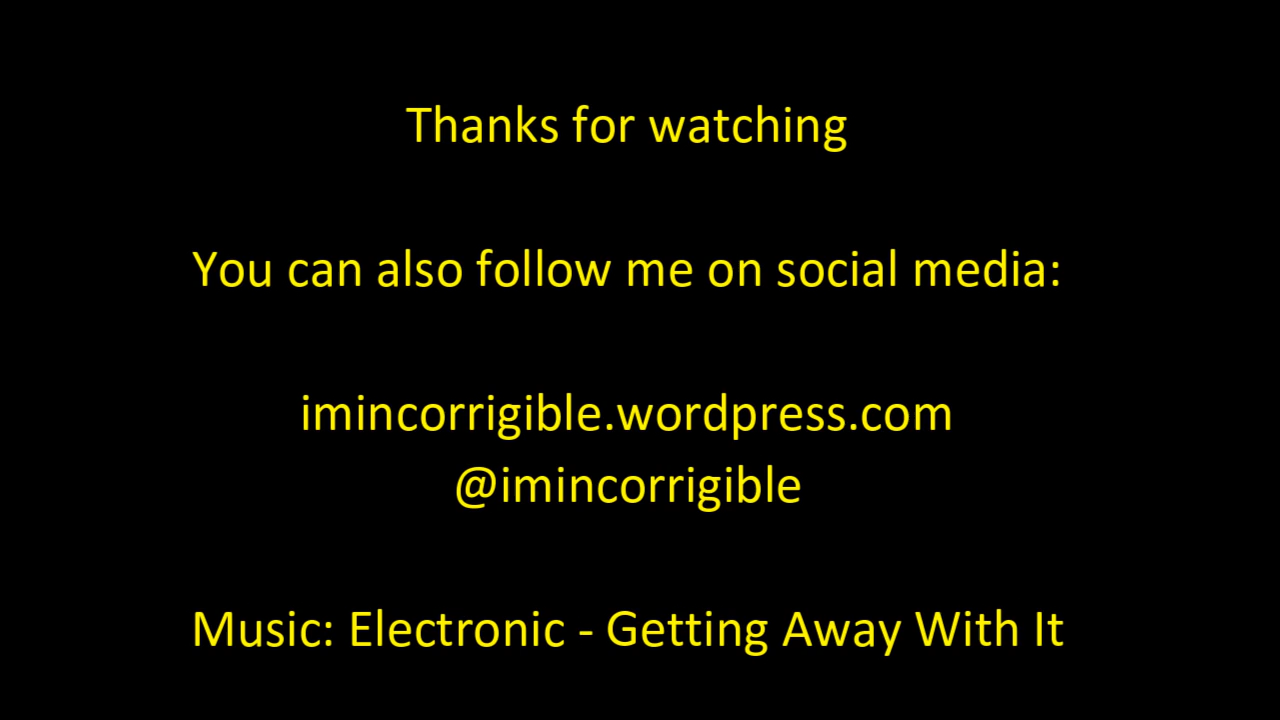 Thanks for watching
You can also follow me on social media:
imincorrigible.wordpress.com
@imincorrigible
Music: Electronic - Getting Away With It